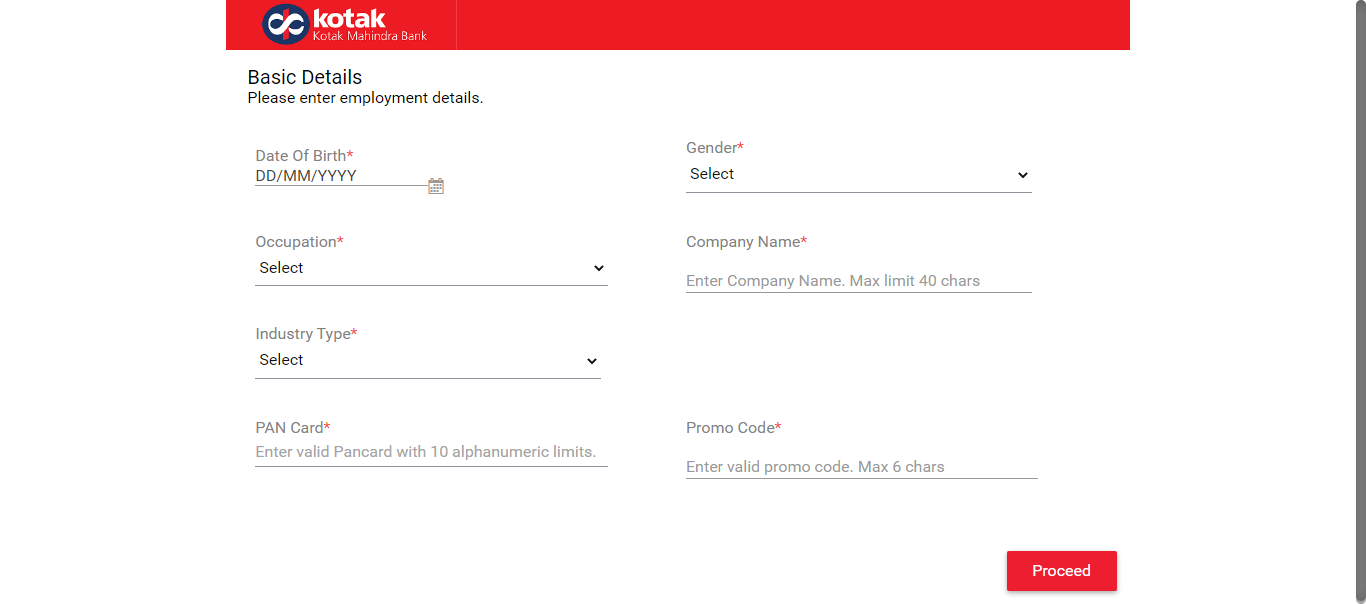 kotak
Kotak Mahindra Bank
Basic Details
Please enter employment details.
Date Of Birth*
DD/MM/YYYY
Gender*
Select
Occupation*
Select
Company Name*
Enter Company Name. Max limit 40 chars
Industry Type*
Select
PAN Card*
Enter valid Pancard with 10 alphanumeric limits.
Promo Code*
Enter valid promo code. Max 6 chars
Proceed